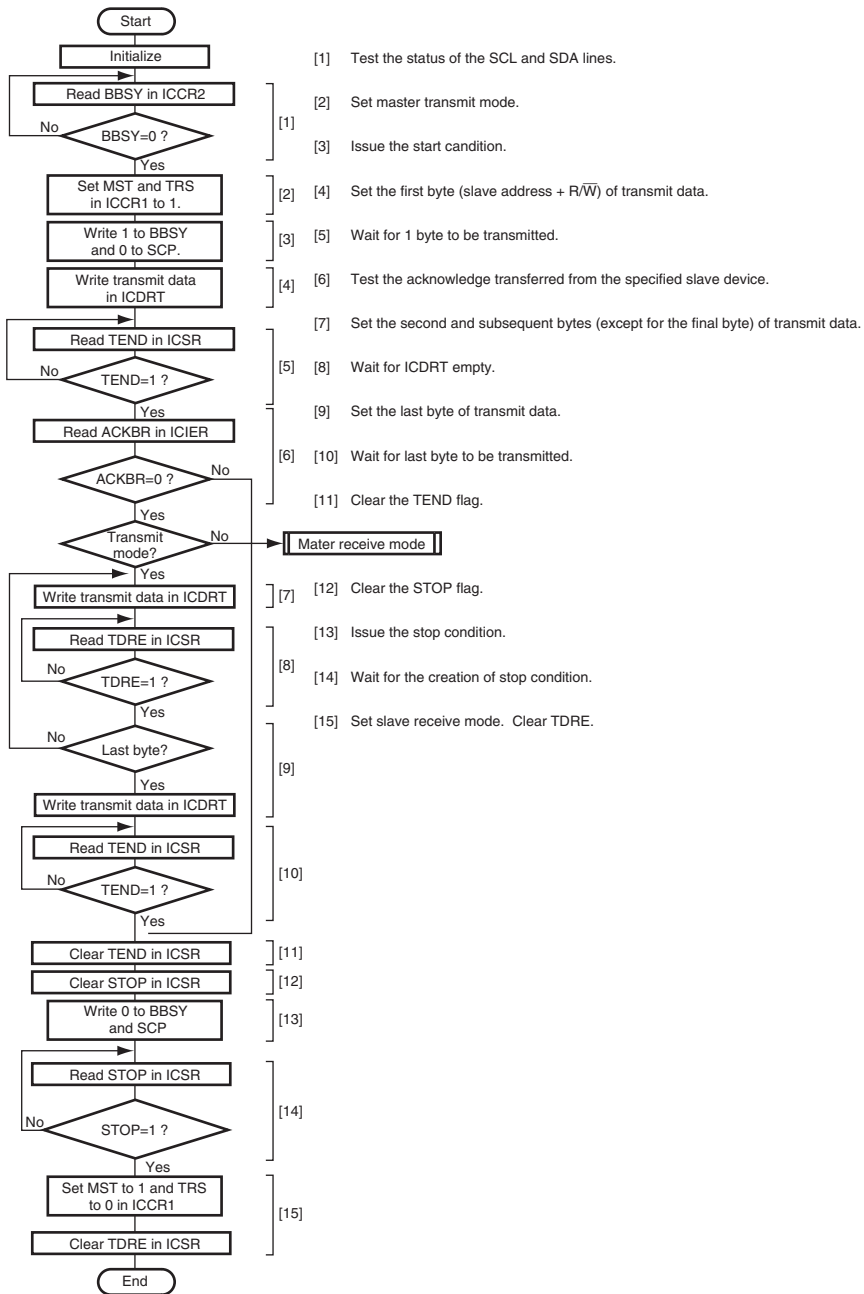 Start
Initialize
Read BBSY in ICCR2
No
BBSY=0 ?
[1]
Yes
Set MST and TRS
in ICCR1 to 1.
[2]
Write 1 to BBSY
and 0 to SCP.
[3]
Write transmit data
in ICDRT
[4]
Read TEND in ICSR
No
TEND=1 ?
[5]
Yes
Read ACKBR in ICIER
[6]
No
ACKBR=0 ?
Yes
Transmit
mode?
No
Mater receive mode
Yes
Write transmit data in ICDRT
[7]
Read TDRE in ICSR
[8]
No
TDRE=1 ?
Yes
No
Last byte?
[9]
Yes
Write transmit data in ICDRT
Read TEND in ICSR
[10]
No
TEND=1 ?
Yes
Clear TEND in ICSR
[11]
Clear STOP in ICSR
[12]
Write 0 to BBSY
and SCP
[13]
Read STOP in ICSR
[14]
No
STOP=1 ?
Yes
Set MST to 1 and TRS
to 0 in ICCR1
[15]
Clear TDRE in ICSR
End
[1] Test the status of the SCL and SDA lines.
[2] Set master transmit mode.
[3] Issue the start candition.
[4] Set the first byte (slave address + R/W̅) of transmit data.
[5] Wait for 1 byte to be transmitted.
[6] Test the acknowledge transferred from the specified slave device.
[7] Set the second and subsequent bytes (except for the final byte) of transmit data.
[8] Wait for ICDRT empty.
[9] Set the last byte of transmit data.
[10] Wait for last byte to be transmitted.
[11] Clear the TEND flag.
[12] Clear the STOP flag.
[13] Issue the stop condition.
[14] Wait for the creation of stop condition.
[15] Set slave receive mode. Clear TDRE.